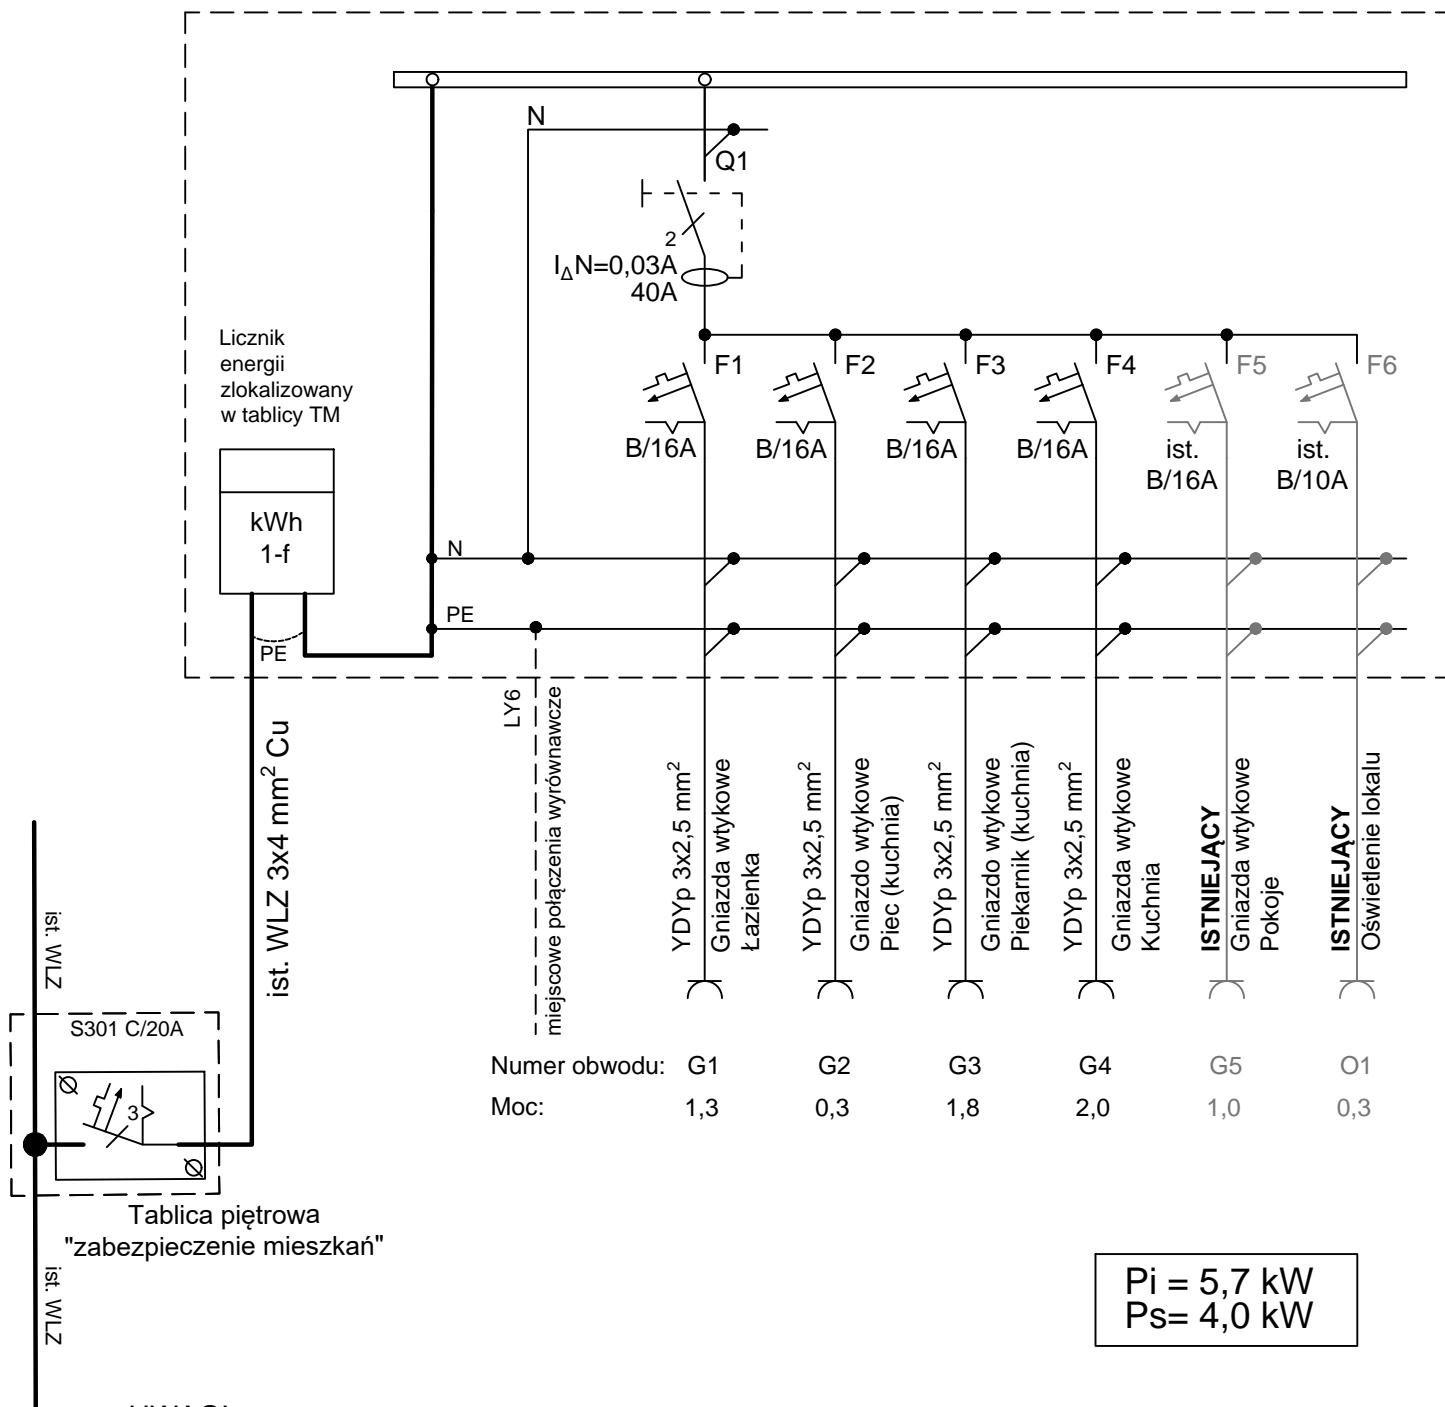 N
Q1
2
I∆N=0,03A
40A
Licznik
energii
zlokalizowany
w tablicy TM
kWh
1-f
F1
F2
F3
F4
F5
F6
B/16A
B/16A
B/16A
B/16A
ist.
B/16A
ist.
B/10A
N
PE
PE
LY6
miejscowe połączenia wyrównawcze
ist. WLZ 3x4 mm² Cu
YDYp 3x2,5 mm²
Gniazda wtykowe
Łazienka
YDYp 3x2,5 mm²
Gniazdo wtykowe
Piec (kuchnia)
YDYp 3x2,5 mm²
Gniazdo wtykowe
Piekarnik (kuchnia)
YDYp 3x2,5 mm²
Gniazda wtykowe
Kuchnia
ISTNIEJĄCY
Gniazda wtykowe
Pokoje
ISTNIEJĄCY
Oświetlenie lokalu
ist. WLZ
S301 C/20A
3
Tablica piętrowa
"zabezpieczenie mieszkań"
ist. WLZ
Numer obwodu: G1 G2 G3 G4 G5 O1
Moc: 1,3 0,3 1,8 2,0 1,0 0,3
Pi = 5,7 kW
Ps= 4,0 kW